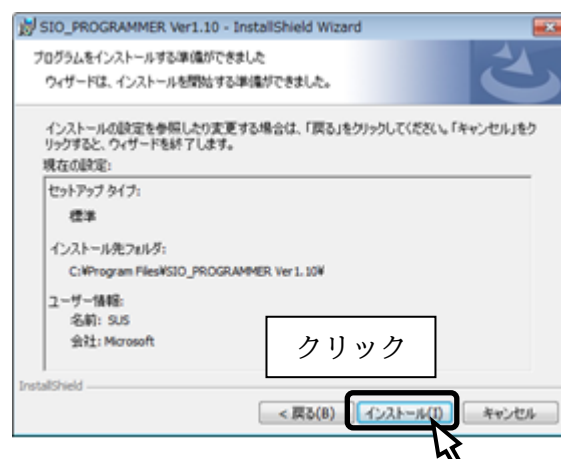 SIO_PROGRAMMER Ver1.10 - InstallShield Wizard
プログラムをインストールする準備ができました
ウィザードは、インストールを開始する準備ができました。
インストールの設定を参照したり変更する場合は、「戻る」をクリックしてください。「キャンセル」をク
リックすると、ウィザードを終了します。
現在の設定:
セットアップ タイプ:
標準
インストール先フォルダ:
C:¥Program Files¥SIO_PROGRAMMER Ver1.10¥
ユーザー情報:
名前: SUS
会社: Microsoft
クリック
InstallShield
< 戻る(B)
インストール(I)
キャンセル